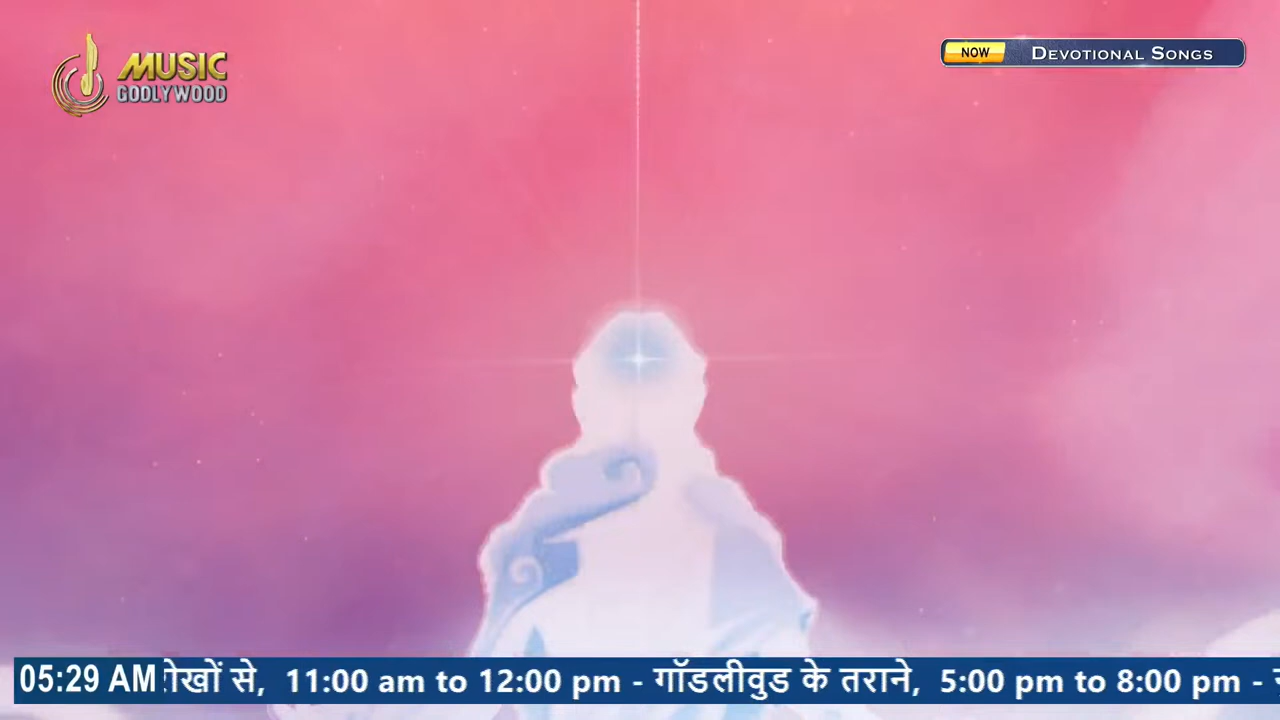 MUSIC
GODLYWOOD
NOW
DEVOTIONAL SONGS
05:29 AM
से, 11:00 am to 12:00 pm - गॉडलीवुड के तराने, 5:00 pm to 8:00 pm -